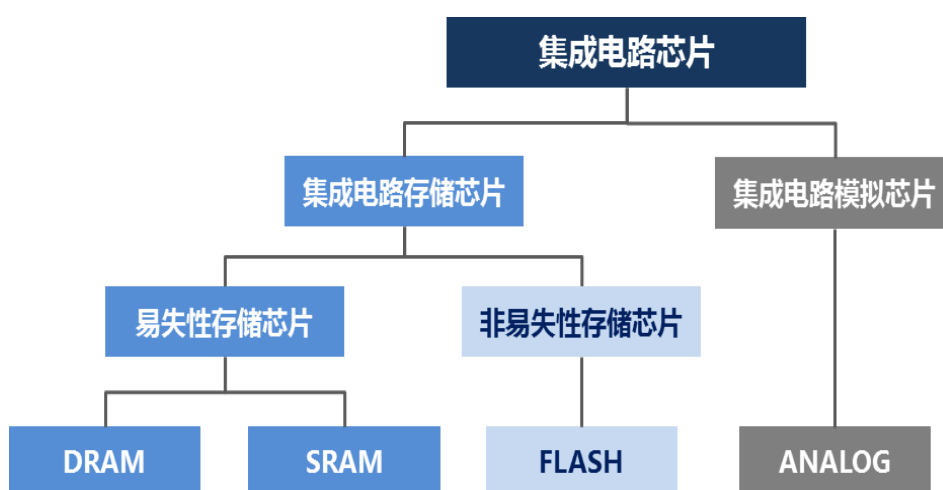 集成电路芯片
集成电路存储芯片
集成电路模拟芯片
易失性存储芯片
非易失性存储芯片
DRAM
SRAM
FLASH
ANALOG